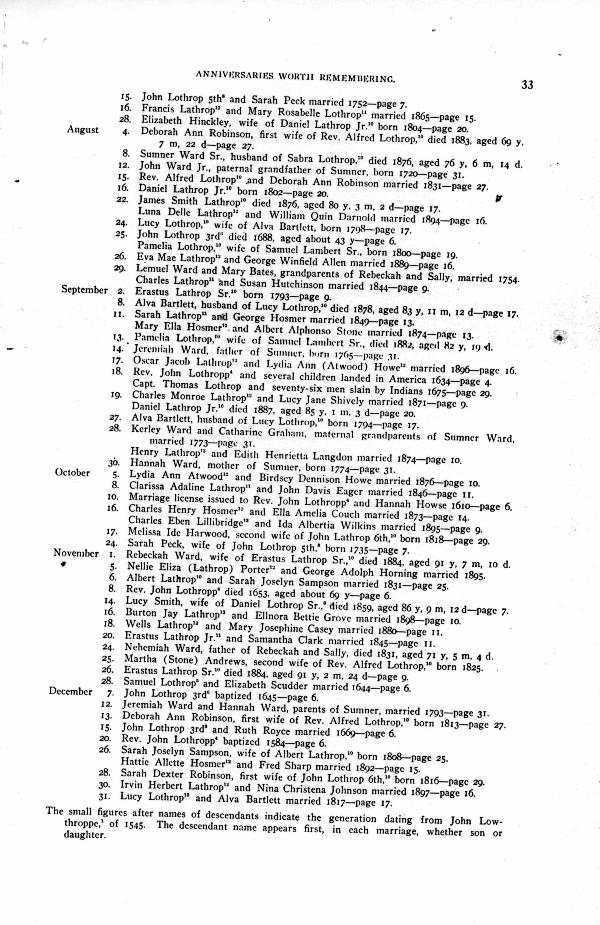 ANNIVERSARIES WORTH REMEMBERING. 33
15. John Lothrop 5th⁸ and Sarah Peck married 1752—page 7.
16. Francis Lathrop¹² and Mary Rosabelle Lothrop¹¹ married 1865—page 15.
28. Elizabeth Hinckley, wife of Daniel Lathrop Jr.¹⁰ born 1804—page 20.
August 4. Deborah Ann Robinson, first wife of Rev. Alfred Lothrop,¹⁰ died 1883, aged 69 y.
7 m, 22 d—page 27.
8. Sumner Ward Sr., husband of Sabra Lothrop,¹⁰ died 1876, aged 76 y, 6 m, 14 d.
12. John Ward Jr., paternal grandfather of Sumner, born 1720—page 31.
15. Rev. Alfred Lothrop¹⁰ and Deborah Ann Robinson married 1831—page 27.
16. Daniel Lathrop Jr.¹⁰ born 1802—page 20.
22. James Smith Lathrop¹⁰ died 1876, aged 80 y, 3 m, 2 d—page 17.
Luna Delle Lathrop¹² and William Quin Darnold married 1894—page 16.
24. Lucy Lothrop,¹⁰ wife of Alva Bartlett, born 1798—page 17.
25. John Lothrop 3rd⁶ died 1688, aged about 43 y—page 6.
Pamelia Lothrop,¹⁰ wife of Samuel Lambert Sr., born 1800—page 19.
26. Eva Mae Lathrop¹² and George Winfield Allen married 1889—page 16.
29. Lemuel Ward and Mary Bates, grandparents of Rebeckah and Sally, married 1754.
Charles Lathrop¹¹ and Susan Hutchinson married 1844—page 9.
September 2. Erastus Lathrop Sr.¹⁰ born 1793—page 9.
8. Alva Bartlett, husband of Lucy Lothrop,¹⁰ died 1878, aged 83 y, 11 m, 12 d—page 17.
11. Sarah Lathrop¹¹ and George Hosmer married 1849—page 13.
Mary Ella Hosmer¹² and Albert Alphonso Stone married 1874—page 13.
13. Pamelia Lothrop,¹⁰ wife of Samuel Lambert Sr., died 1882, aged 82 y, 19 d.
14. Jeremiah Ward, father of Sumner, born 1765—page 31.
17. Oscar Jacob Lathrop¹² and Lydia Ann (Atwood) Howe¹² married 1896—page 16.
18. Rev. John Lothropp⁴ and several children landed in America 1634—page 4.
Capt. Thomas Lothrop and seventy-six men slain by Indians 1675—page 29.
19. Charles Monroe Lathrop¹² and Lucy Jane Shively married 1871—page 9.
Daniel Lathrop Jr.¹⁰ died 1887, aged 85 y, 1 m, 3 d—page 20.
27. Alva Bartlett, husband of Lucy Lothrop,¹⁰ born 1794—page 17.
28. Kerley Ward and Catharine Graham, maternal grandparents of Sumner Ward,
married 1773—page 31.
Henry Lathrop¹² and Edith Henrietta Langdon married 1874—page 10.
30. Hannah Ward, mother of Sumner, born 1774—page 31.
October 5. Lydia Ann Atwood¹² and Birdsey Dennison Howe married 1876—page 10.
8. Clarissa Adaline Lathrop¹¹ and John Davis Eager married 1846—page 11.
10. Marriage license issued to Rev. John Lothropp⁴ and Hannah Howse 1610—page 6.
16. Charles Henry Hosmer¹² and Ella Amelia Couch married 1873—page 14.
Charles Eben Lillibridge¹² and Ida Albertia Wilkins married 1895—page 9.
17. Melissa Ide Harwood, second wife of John Lathrop 6th,¹⁰ born 1818—page 29.
24. Sarah Peck, wife of John Lothrop 5th,⁸ born 1735—page 7.
November 1. Rebeckah Ward, wife of Erastus Lathrop Sr.,¹⁰ died 1884, aged 91 y, 7 m, 10 d.
5. Nellie Eliza (Lathrop) Porter¹² and George Adolph Horning married 1895.
6. Albert Lathrop¹⁰ and Sarah Joselyn Sampson married 1831—page 25.
8. Rev. John Lothropp⁴ died 1653, aged about 69 y—page 6.
14. Lucy Smith, wife of Daniel Lothrop Sr.,⁹ died 1859, aged 86 y, 9 m, 12 d—page 7.
16. Burton Jay Lathrop¹² and Ellnora Bettie Grove married 1898—page 10.
18. Wells Lathrop¹² and Mary Josephine Casey married 1880—page 11.
20. Erastus Lathrop Jr.¹¹ and Samantha Clark married 1845—page 11.
24. Nehemiah Ward, father of Rebeckah and Sally, died 1831, aged 71 y, 5 m, 4 d.
25. Martha (Stone) Andrews, second wife of Rev. Alfred Lothrop,¹⁰ born 1825.
26. Erastus Lathrop Sr.¹⁰ died 1884, aged 91 y, 2 m, 24 d—page 9.
28. Samuel Lothrop⁵ and Elizabeth Scudder married 1644—page 6.
December 7. John Lothrop 3rd⁶ baptized 1645—page 6.
12. Jeremiah Ward and Hannah Ward, parents of Sumner, married 1793—page 31.
13. Deborah Ann Robinson, first wife of Rev. Alfred Lothrop,¹⁰ born 1813—page 27.
15. John Lothrop 3rd⁶ and Ruth Royce married 1669—page 6.
20. Rev. John Lothropp⁴ baptized 1584—page 6.
26. Sarah Joselyn Sampson, wife of Albert Lathrop,¹⁰ born 1808—page 25.
Hattie Allette Hosmer¹² and Fred Sharp married 1892—page 15.
28. Sarah Dexter Robinson, first wife of John Lothrop 6th,¹⁰ born 1816—page 29.
30. Irvin Herbert Lathrop¹² and Nina Christena Johnson married 1897—page 16.
31. Lucy Lothrop¹⁰ and Alva Bartlett married 1817—page 17.
The small figures after names of descendants indicate the generation dating from John Low-
throppe,¹ of 1545. The descendant name appears first, in each marriage, whether son or
daughter.